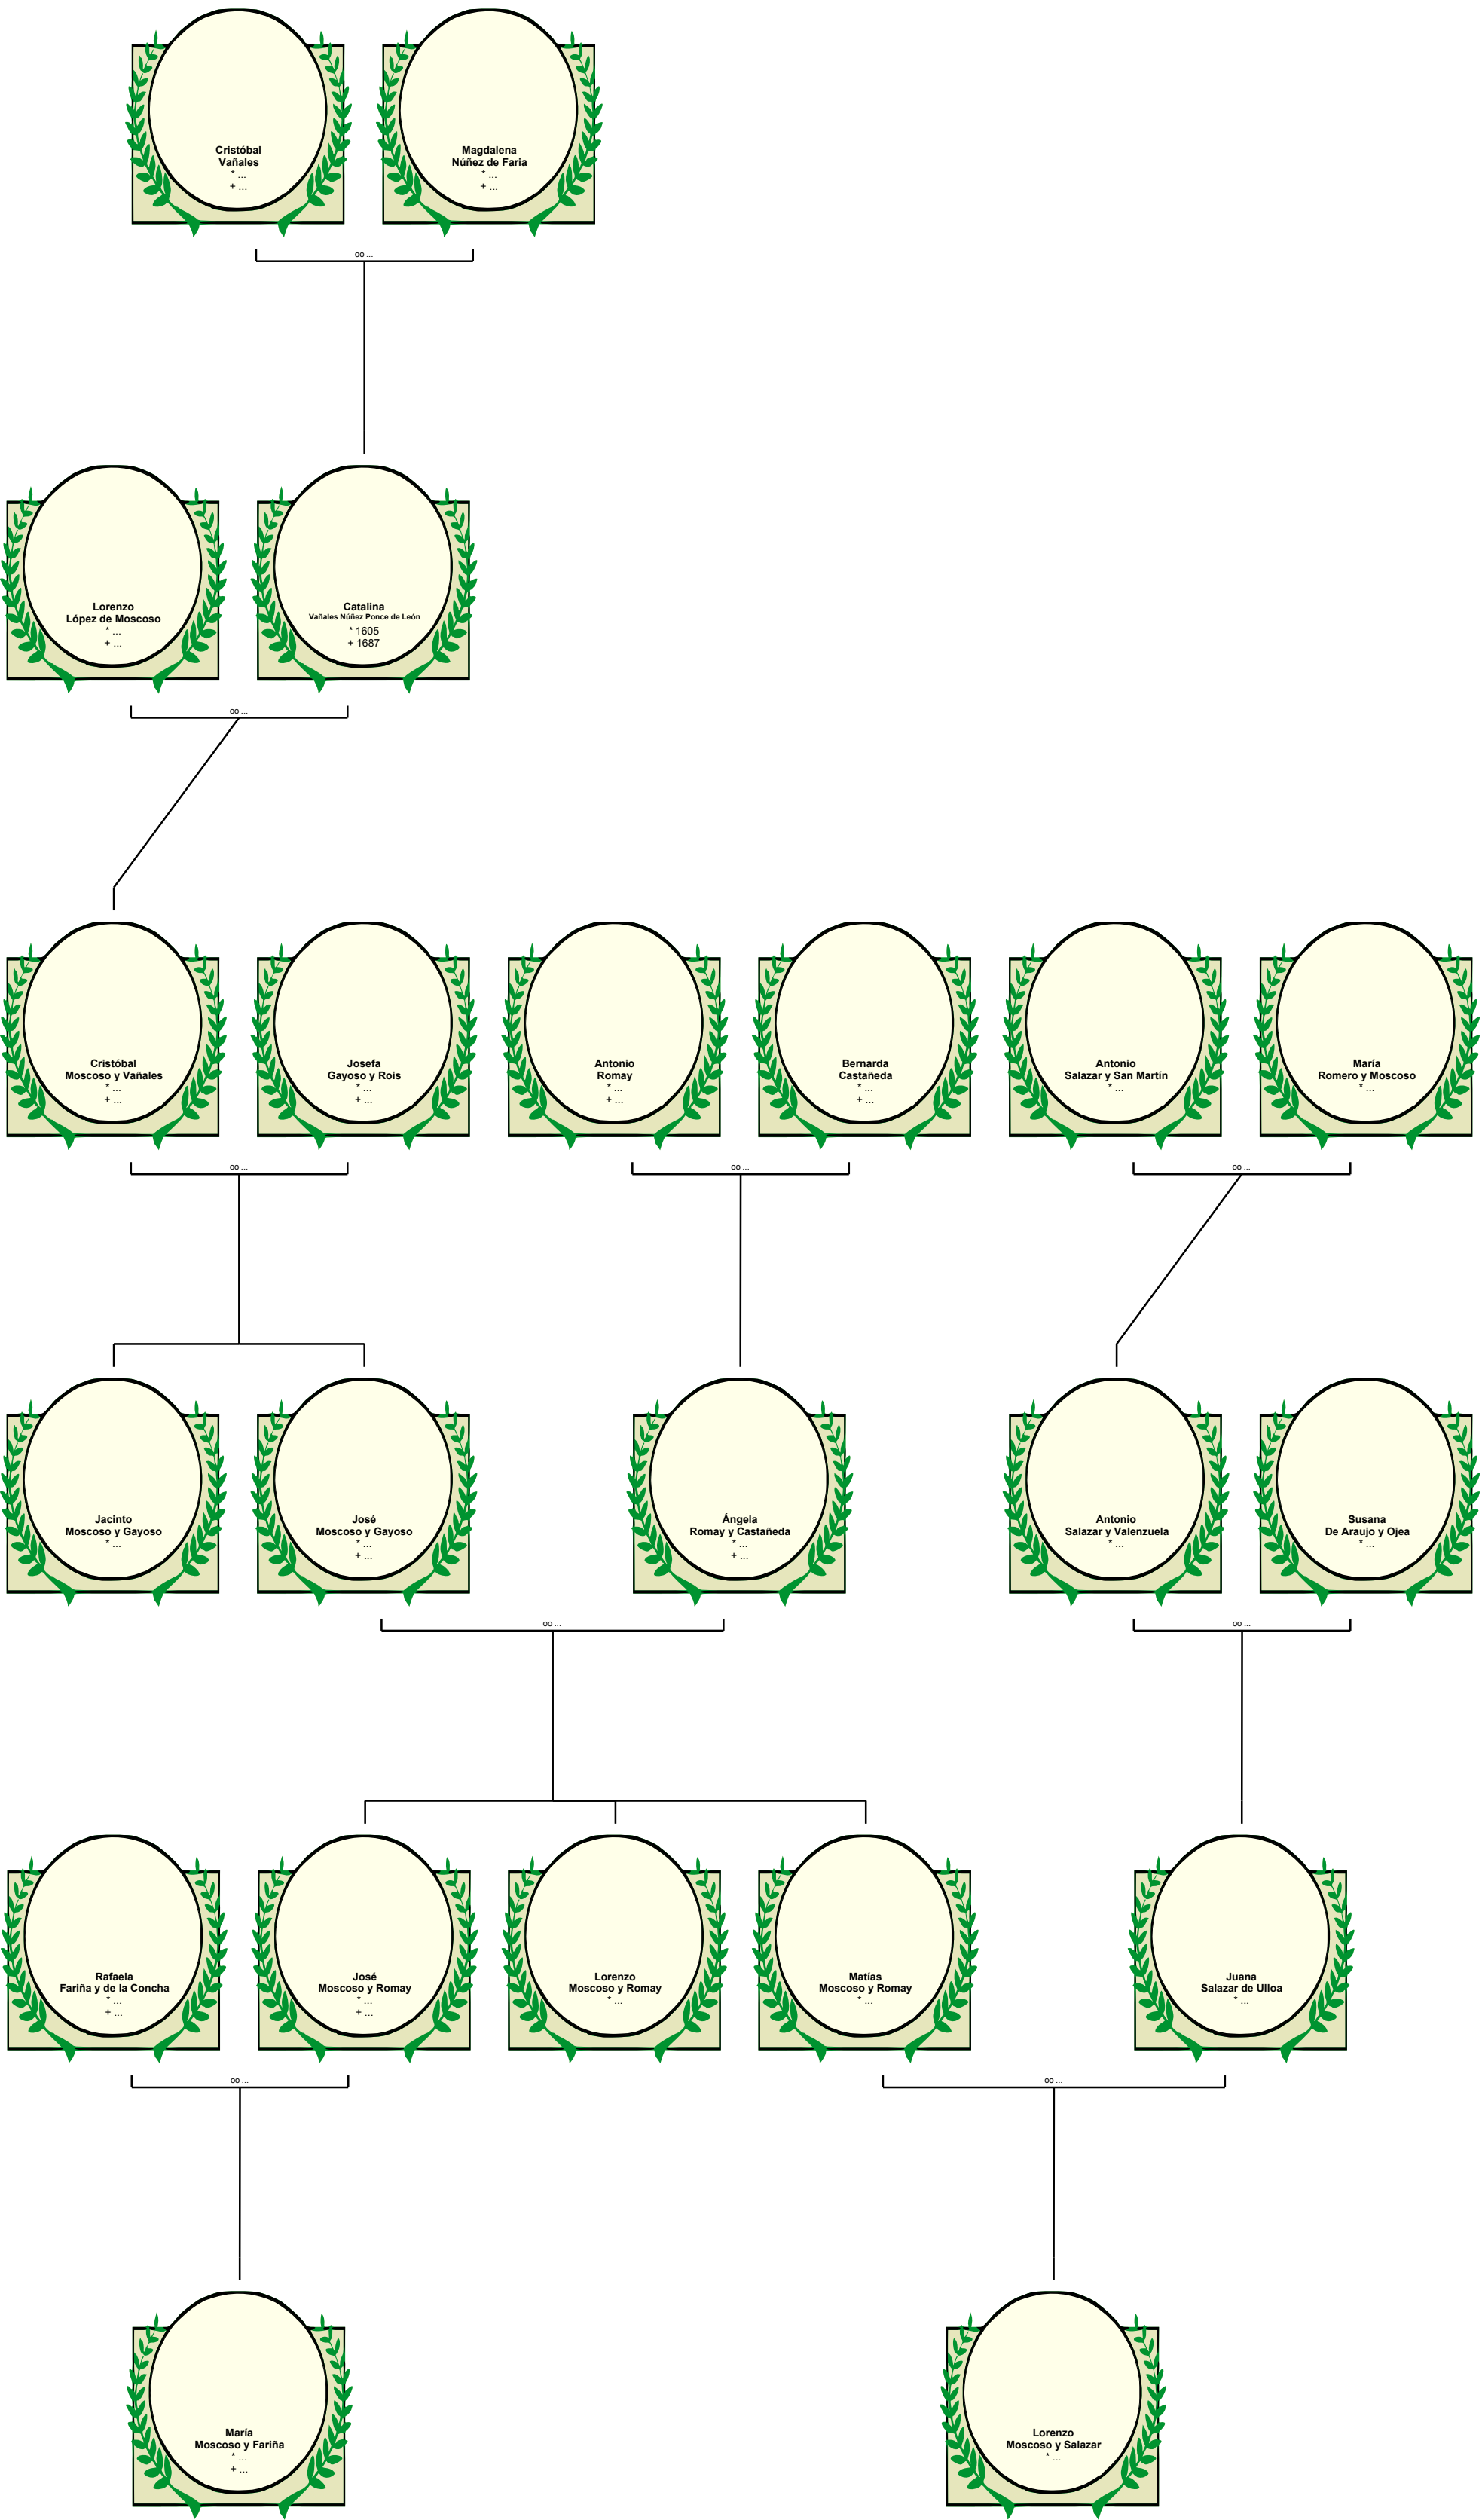 Cristóbal
Vañales
* ...
+ ...
Magdalena
Núñez de Faria
* ...
+ ...
oo ...
Lorenzo
López de Moscoso
* ...
+ ...
Catalina
Vañales Núñez Ponce de León
* 1605
+ 1687
oo ...
Cristóbal
Moscoso y Vañales
* ...
+ ...
Josefa
Gayoso y Rois
* ...
+ ...
Antonio
Romay
* ...
+ ...
Bernarda
Castañeda
* ...
+ ...
Antonio
Salazar y San Martín
* ...
María
Romero y Moscoso
* ...
oo ...
oo ...
oo ...
Jacinto
Moscoso y Gayoso
* ...
José
Moscoso y Gayoso
* ...
+ ...
Ángela
Romay y Castañeda
* ...
+ ...
Antonio
Salazar y Valenzuela
* ...
Susana
De Araujo y Ojea
* ...
oo ...
oo ...
Rafaela
Fariña y de la Concha
* ...
+ ...
José
Moscoso y Romay
* ...
+ ...
Lorenzo
Moscoso y Romay
* ...
Matías
Moscoso y Romay
* ...
Juana
Salazar de Ulloa
* ...
oo ...
oo ...
María
Moscoso y Fariña
* ...
+ ...
Lorenzo
Moscoso y Salazar
* ...